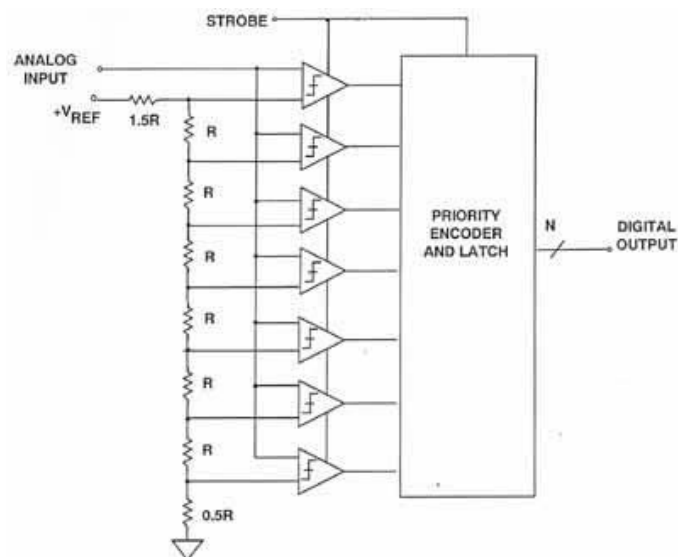 STROBE
ANALOG
INPUT
+VREF
1.5R
R
R
R
R
R
R
0.5R
PRIORITY
ENCODER
AND LATCH
N
DIGITAL
OUTPUT